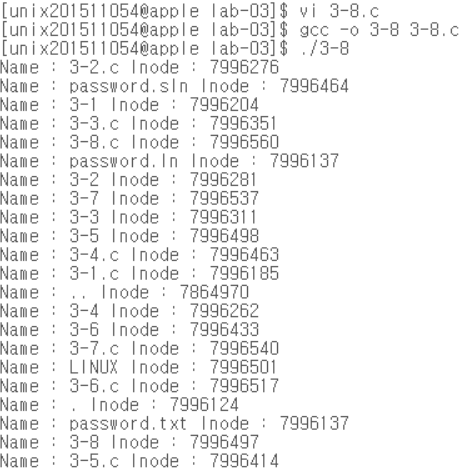 [unix201511054@apple lab-03]$ vi 3-8.c
[unix201511054@apple lab-03]$ gcc -o 3-8 3-8.c
[unix201511054@apple lab-03]$ ./3-8
Name : 3-2.c Inode : 7996276
Name : password.sln Inode : 7996464
Name : 3-1 Inode : 7996204
Name : 3-3.c Inode : 7996351
Name : 3-8.c Inode : 7996560
Name : password.ln Inode : 7996137
Name : 3-2 Inode : 7996281
Name : 3-7 Inode : 7996537
Name : 3-3 Inode : 7996311
Name : 3-5 Inode : 7996498
Name : 3-4.c Inode : 7996463
Name : 3-1.c Inode : 7996185
Name : .. Inode : 7864970
Name : 3-4 Inode : 7996262
Name : 3-6 Inode : 7996433
Name : 3-7.c Inode : 7996540
Name : LINUX Inode : 7996501
Name : 3-6.c Inode : 7996517
Name : . Inode : 7996124
Name : password.txt Inode : 7996137
Name : 3-8 Inode : 7996497
Name : 3-5.c Inode : 7996414